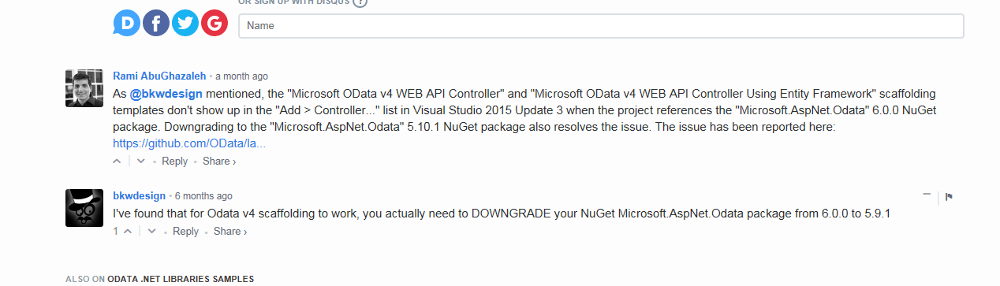 OR SIGN UP WITH DISQUS ?
D f G
Name
Rami AbuGhazaleh • a month ago
As @bkwdesign mentioned, the "Microsoft OData v4 WEB API Controller" and "Microsoft OData v4 WEB API Controller Using Entity Framework" scaffolding
templates don't show up in the "Add > Controller..." list in Visual Studio 2015 Update 3 when the project references the "Microsoft.AspNet.Odata" 6.0.0 NuGet
package. Downgrading to the "Microsoft.AspNet.Odata" 5.10.1 NuGet package also resolves the issue. The issue has been reported here:
https://github.com/OData/la...
• Reply • Share ›
bkwdesign • 6 months ago
I've found that for Odata v4 scaffolding to work, you actually need to DOWNGRADE your NuGet Microsoft.AspNet.Odata package from 6.0.0 to 5.9.1
1 • Reply • Share ›
ALSO ON ODATA .NET LIBRARIES SAMPLES